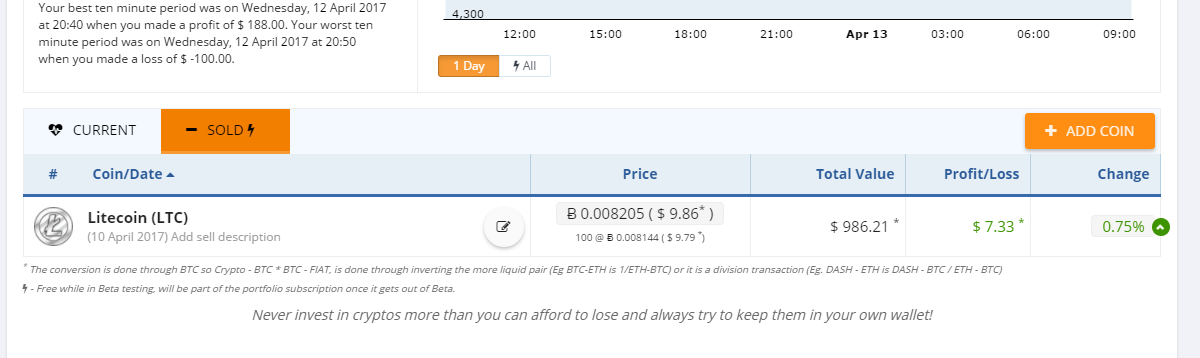 Your best ten minute period was on Wednesday, 12 April 2017
at 20:40 when you made a profit of $ 188.00. Your worst ten
minute period was on Wednesday, 12 April 2017 at 20:50
when you made a loss of $ -100.00.
4,300
12:00 15:00 18:00 21:00 Apr 13 03:00 06:00 09:00
1 Day All
CURRENT SOLD ADD COIN
# Coin/Date Price Total Value Profit/Loss Change
Litecoin (LTC)
(10 April 2017) Add sell description
Ƀ 0.008205 ( $ 9.86* )
100 @ Ƀ 0.008144 ( $ 9.79 *)
$ 986.21 *
$ 7.33 *
0.75%
* The conversion is done through BTC so Crypto - BTC * BTC - FIAT, is done through inverting the more liquid pair (Eg BTC-ETH is 1/ETH-BTC) or it is a division transaction (Eg. DASH - ETH is DASH - BTC / ETH - BTC)
- Free while in Beta testing, will be part of the portfolio subscription once it gets out of Beta.
Never invest in cryptos more than you can afford to lose and always try to keep them in your own wallet!